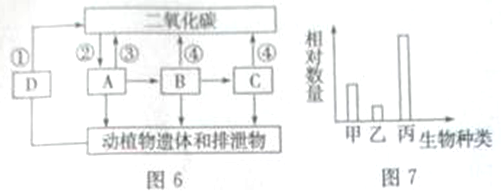 二氧化碳
① ② ③ ④ ④
D A B C
动植物遗体和排泄物
图6
相对数量
甲 乙 丙 生物种类
图7